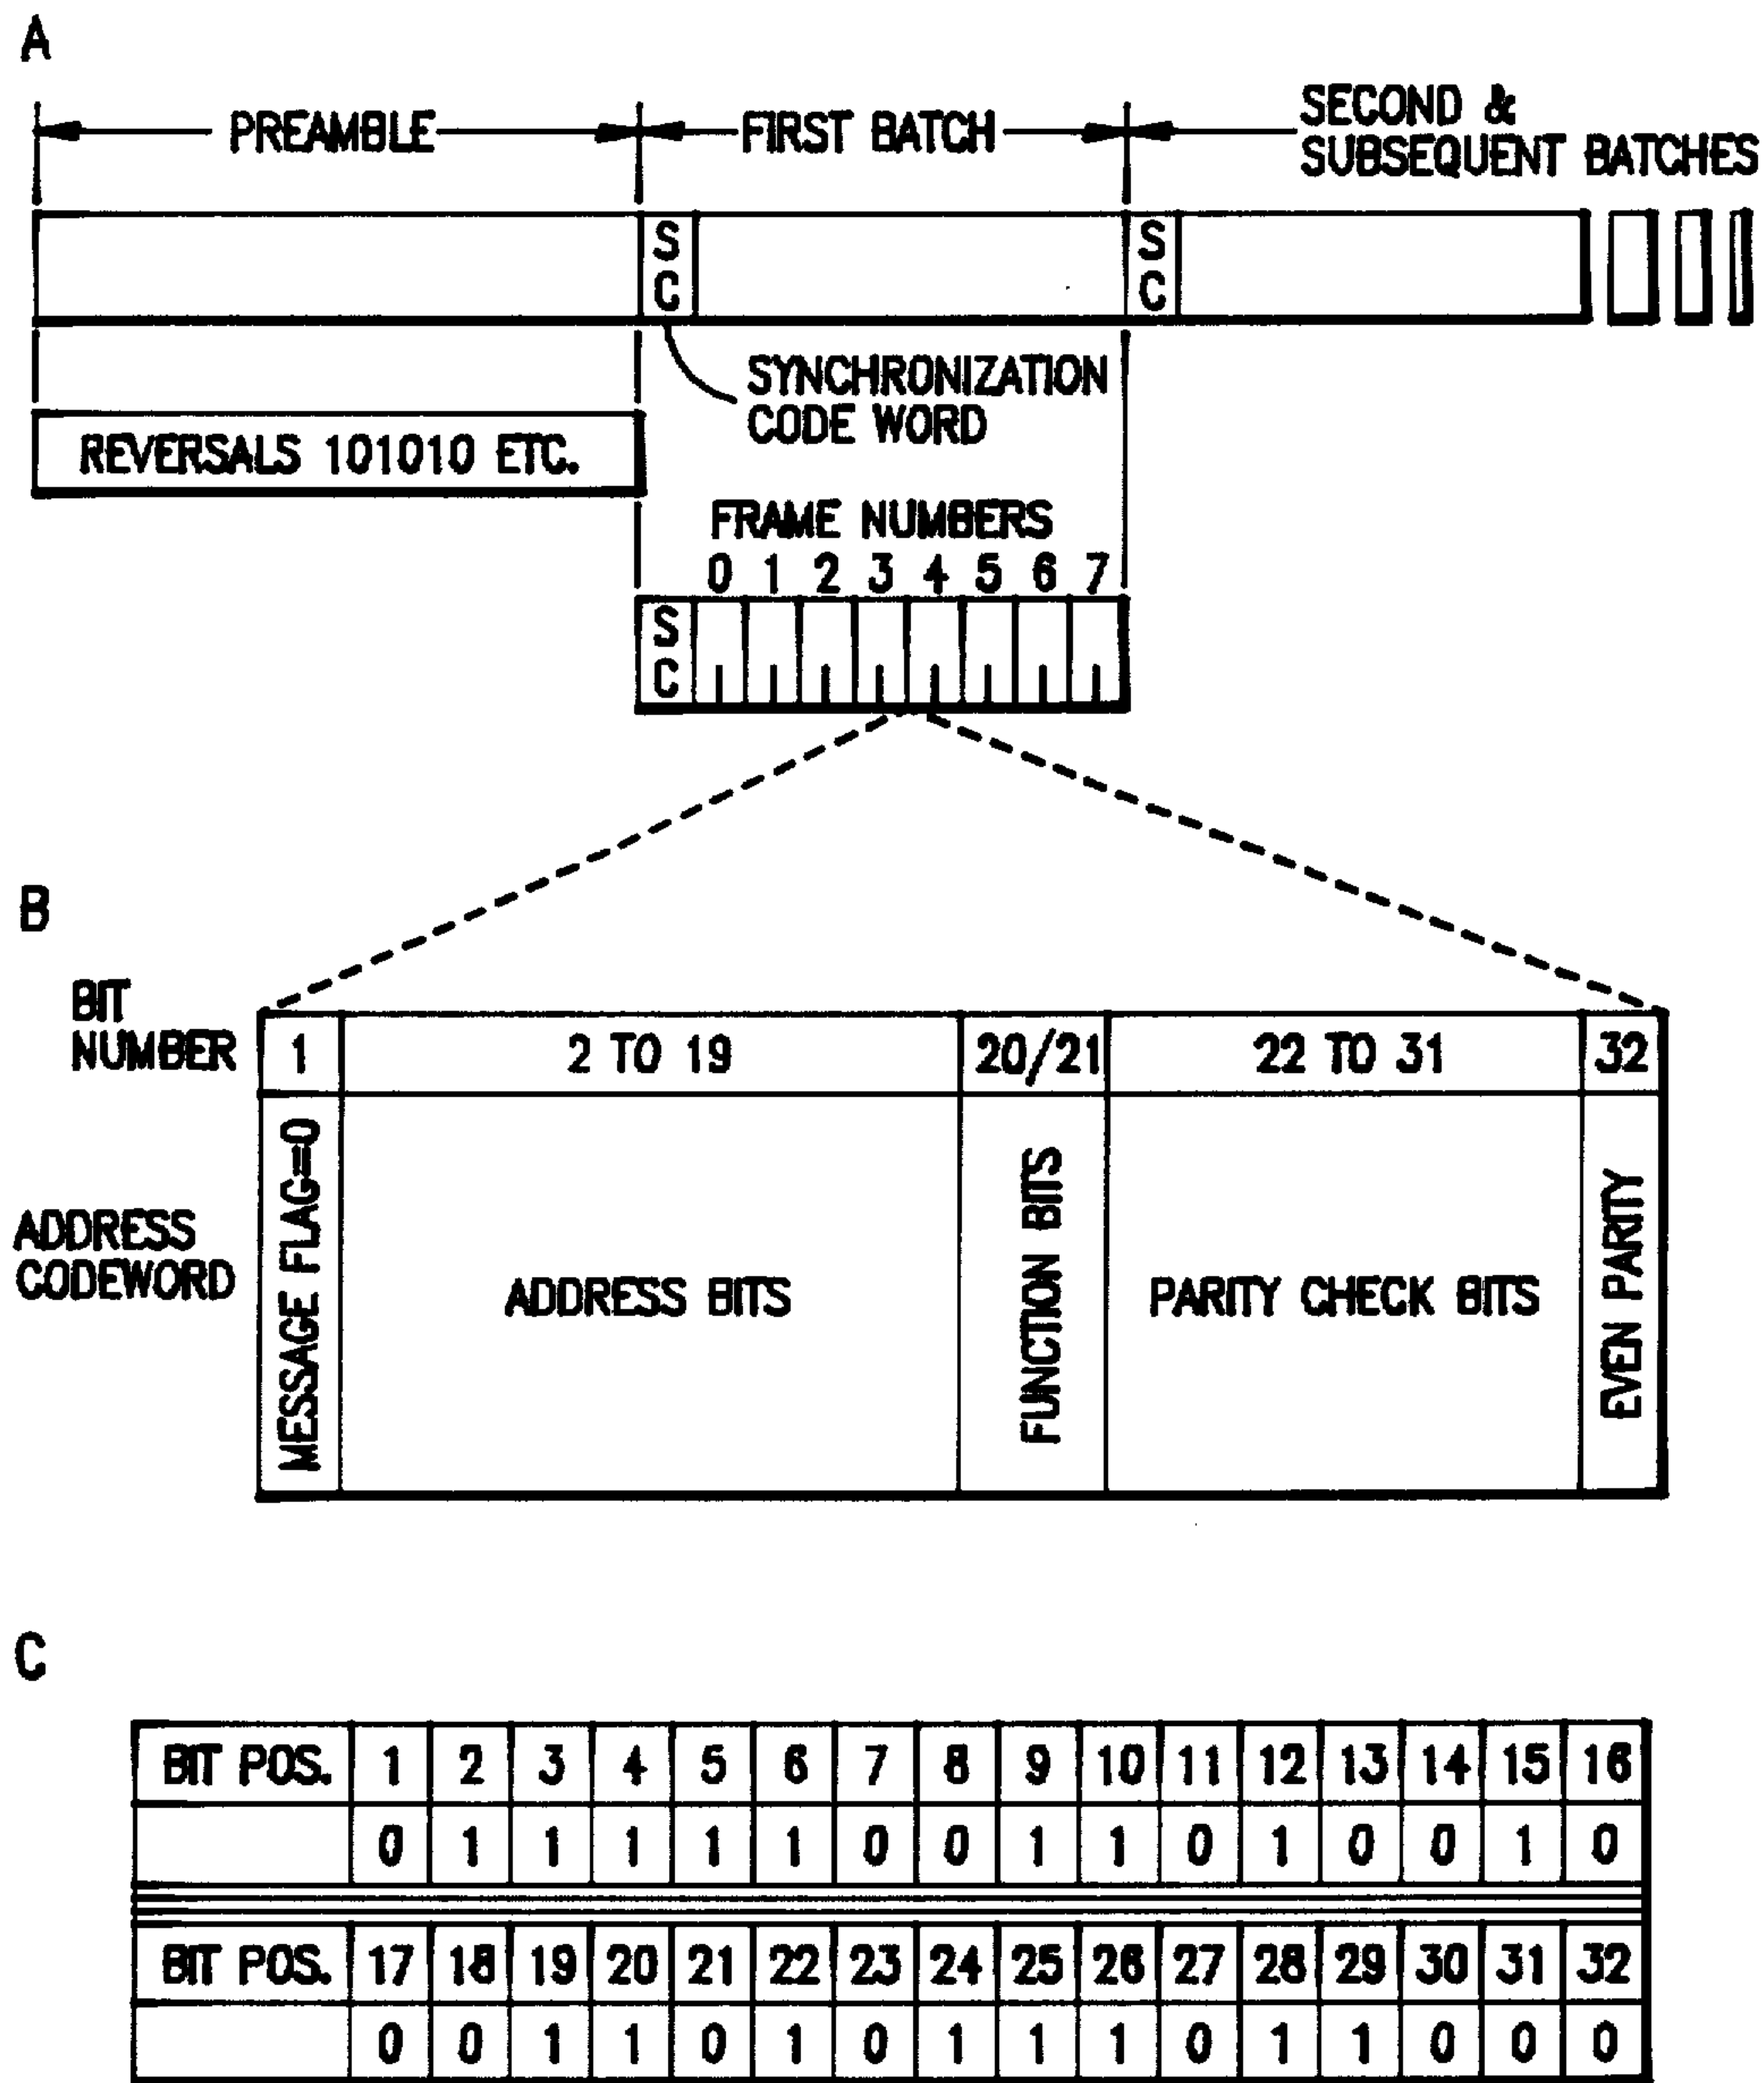 A
PREAMBLE
FIRST BATCH
SECOND &
SUBSEQUENT BATCHES
S
C
S
C
SYNCHRONIZATION
CODE WORD
REVERSALS 101010 ETC.
FRAME NUMBERS
0 1 2 3 4 5 6 7
S
C
B
BIT
NUMBER
1 2 TO 19 20/21 22 TO 31 32
ADDRESS
CODEWORD
MESSAGE FLAG=0
ADDRESS BITS
FUNCTION BITS
PARITY CHECK BITS
EVEN PARITY
C
BIT POS. 1 2 3 4 5 6 7 8 9 10 11 12 13 14 15 16
0 1 1 1 1 1 0 0 1 1 0 1 0 0 1 0
BIT POS. 17 18 19 20 21 22 23 24 25 26 27 28 29 30 31 32
0 0 1 1 0 1 0 1 1 1 0 1 1 0 0 0